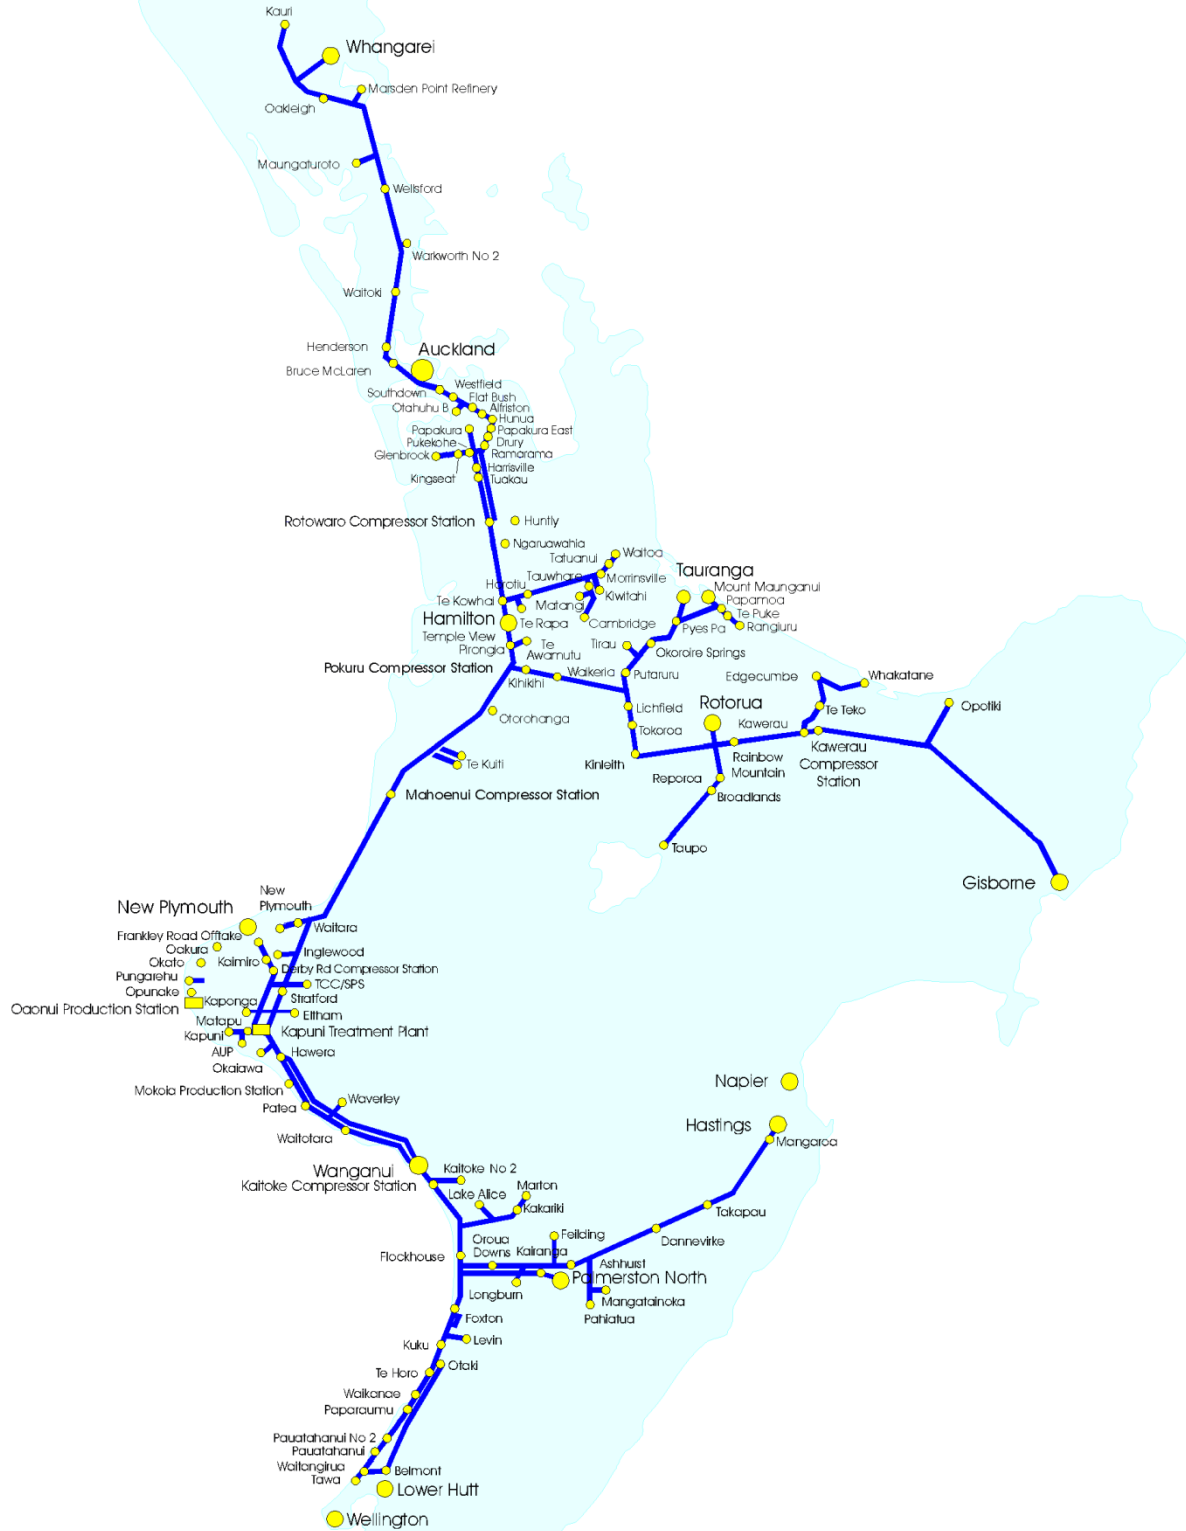 Kauri
Whangarei
Marsden Point Refinery
Oakleigh
Maungaturoto
Wellsford
Warkworth No 2
Waitoki
Henderson
Auckland
Bruce McLaren
Westfield
Southdown
Flat Bush
Otahuhu B
Alfriston
Hunua
Papakura
Papakura East
Pukekohe
Drury
Glenbrook
Ramarama
Harrisville
Kingseat
Tuakau
Rotowaro Compressor Station
Huntly
Ngaruawahia
Waitoa
Tatuanui
Tauwhare
Morrinsville
Tauranga
Horotiu
Kiwitahi
Mount Maunganui
Te Kowhai
Matangi
Papamoa
Te Puke
Hamilton
Te Rapa
Cambridge
Pyes Pa
Rangiuru
Temple View
Te
Awamutu
Pirongia
Tirau
Okoroire Springs
Pokuru Compressor Station
Kihikihi
Waikeria
Putaruru
Edgecumbe
Whakatane
Rotorua
Lichfield
Te Teko
Opotiki
Otorohanga
Tokoroa
Kawerau
Kinleith
Rainbow
Mountain
Kawerau
Compressor
Station
Te Kuiti
Reporoa
Mahoenui Compressor Station
Broadlands
Taupo
Gisborne
New
Plymouth
New Plymouth
Waitara
Frankley Road Offtake
Oakura
Inglewood
Okato
Kaimiro
Derby Rd Compressor Station
Pungarehu
TCC/SPS
Opunake
Stratford
Oaonui Production Station
Kaponga
Eltham
Matapu
Kapuni
Kapuni Treatment Plant
AUP
Hawera
Okaiawa
Mokoia Production Station
Napier
Patea
Waverley
Hastings
Waitotara
Mangaroa
Wanganui
Kaitoke No 2
Kaitoke Compressor Station
Lake Alice
Marton
Kakariki
Takapau
Feilding
Dannevirke
Oroua
Downs
Kairanga
Flockhouse
Ashhurst
Palmerston North
Longburn
Mangatainoka
Foxton
Pahiatua
Levin
Kuku
Otaki
Te Horo
Waikanae
Paparaumu
Pauatahanui No 2
Pauatahanui
Waitangirua
Belmont
Tawa
Lower Hutt
Wellington